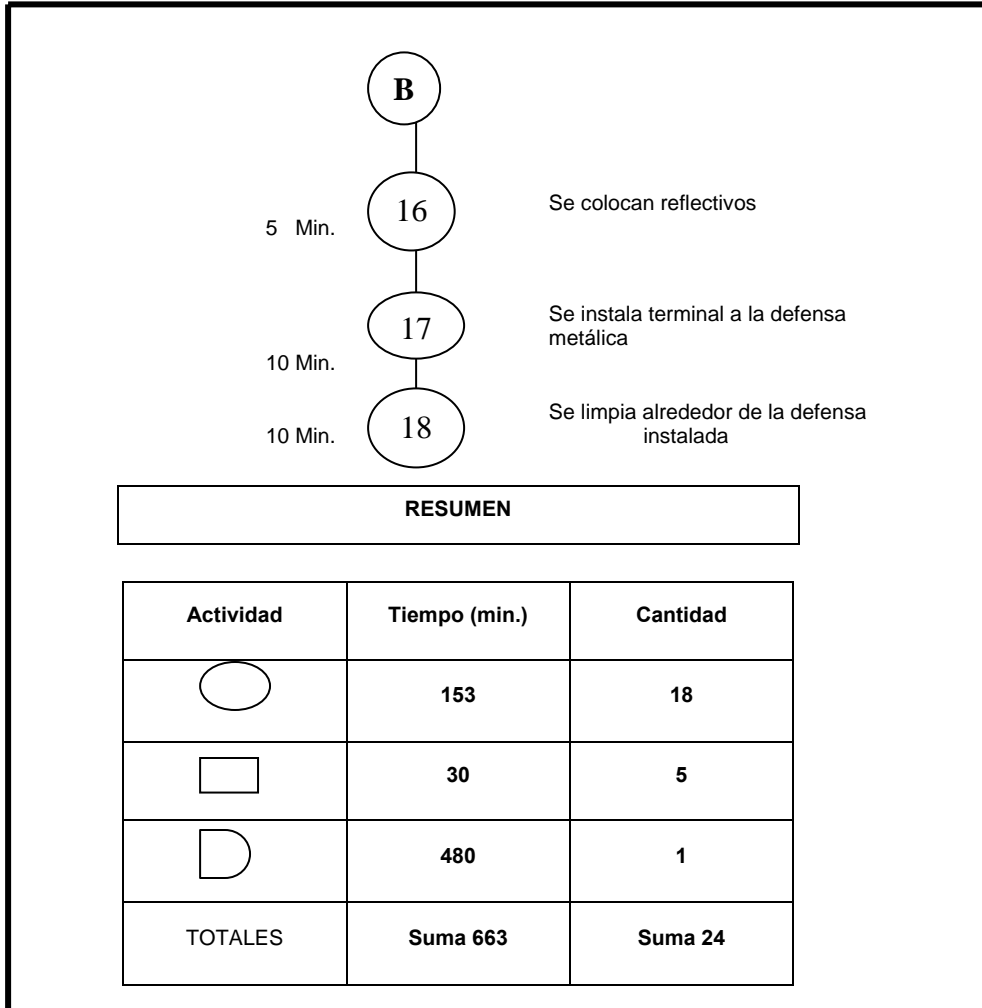 B
16
5 Min.
Se colocan reflectivos
17
10 Min.
Se instala terminal a la defensa
metálica
18
10 Min.
Se limpia alrededor de la defensa
instalada
RESUMEN
Actividad Tiempo (min.) Cantidad
153 18
30 5
480 1
TOTALES Suma 663 Suma 24